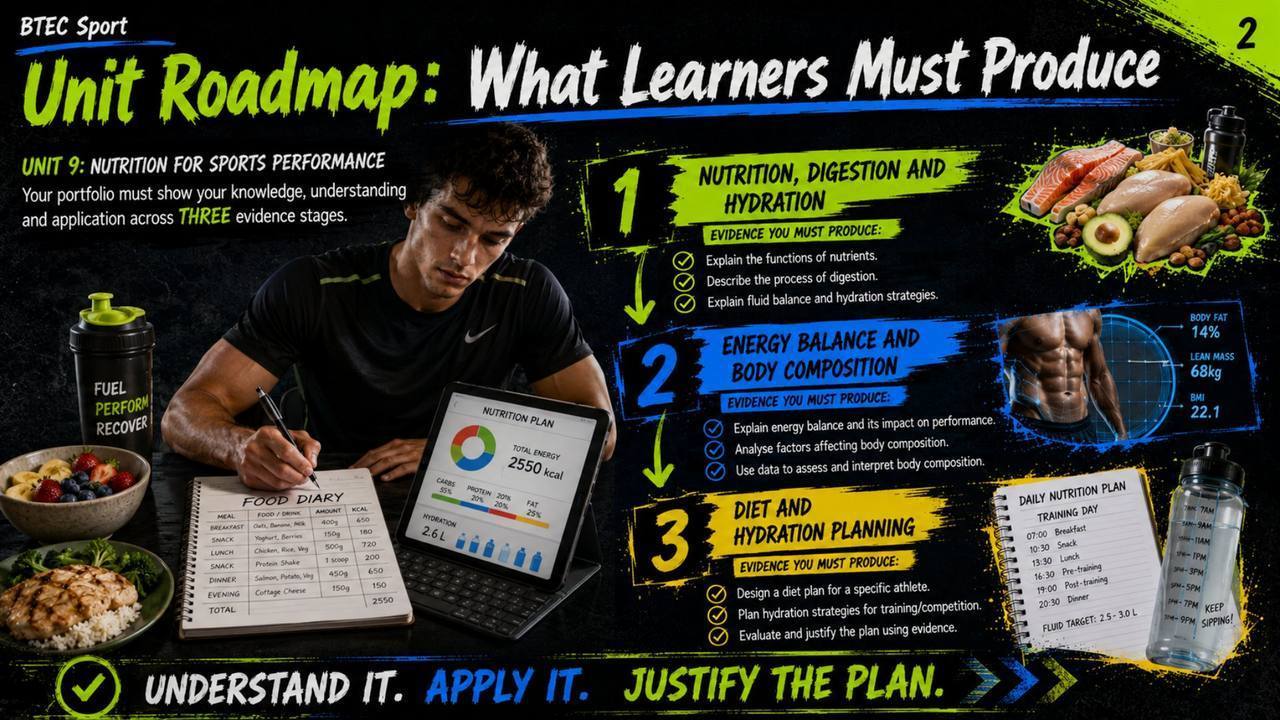 BTEC Sport
2
Unit Roadmap: What Learners Must Produce
UNIT 9: NUTRITION FOR SPORTS PERFORMANCE
Your portfolio must show your knowledge, understanding
and application across THREE evidence stages.
FUEL
PERFORM
RECOVER
FOOD DIARY
MEAL FOOD / DRINK AMOUNT KCAL
BREAKFAST Oats, Banana, Milk 400g 650
SNACK Yoghurt, Berries 150g 180
LUNCH Chicken, Rice, Veg 500g 720
SNACK Protein Shake 1 scoop 200
DINNER Salmon, Potato, Veg 450g 650
EVENING Cottage Cheese 150g 150
TOTAL 2550
NUTRITION PLAN
TOTAL ENERGY
2550 kcal
CARBS PROTEIN 20% FAT
55% 20% 20% 25%
HYDRATION
2.6 L
1 NUTRITION, DIGESTION AND
HYDRATION
EVIDENCE YOU MUST PRODUCE:
Explain the functions of nutrients.
Describe the process of digestion.
Explain fluid balance and hydration strategies.
2 ENERGY BALANCE AND
BODY COMPOSITION
EVIDENCE YOU MUST PRODUCE:
Explain energy balance and its impact on performance.
Analyse factors affecting body composition.
Use data to assess and interpret body composition.
BODY FAT
14%
LEAN MASS
68kg
BMI
22.1
3 DIET AND
HYDRATION PLANNING
EVIDENCE YOU MUST PRODUCE:
Design a diet plan for a specific athlete.
Plan hydration strategies for training/competition.
Evaluate and justify the plan using evidence.
DAILY NUTRITION PLAN
TRAINING DAY
07:00 Breakfast
10:30 Snack
13:30 Lunch
16:30 Pre-training
19:00 Post-training
20:30 Dinner
FLUID TARGET: 2.5 - 3.0 L
KEEP
SIPPING!
UNDERSTAND IT. APPLY IT. JUSTIFY THE PLAN.